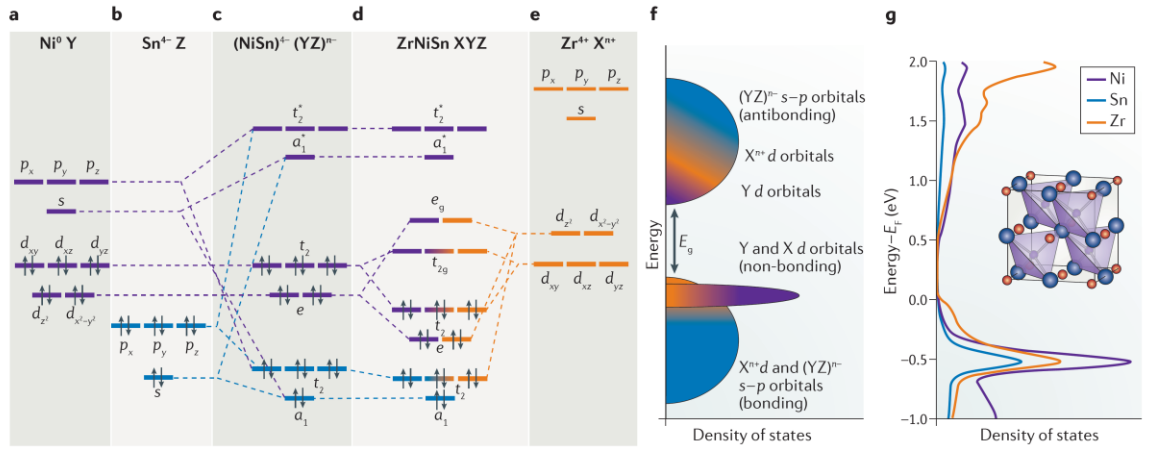 a
Ni⁰ Y
b
Sn⁴⁻ Z
c
(NiSn)⁴⁻ (YZ)ⁿ⁻
d
ZrNiSn XYZ
e
Zr⁴⁺ Xⁿ⁺
pₓ p_y p_z
s
d_xy d_xz d_yz
d_z² d_x²−y²
pₓ p_y p_z
s
t₂*
a₁*
t₂
e
t₂
a₁
t₂*
a₁*
e_g
t₂g
t₂
e
t₂
a₁
pₓ p_y p_z
s
d_z² d_x²−y²
d_xy d_xz d_yz
f
Energy
E_g
(YZ)ⁿ⁻ s–p orbitals
(antibonding)
Xⁿ⁺ d orbitals
Y d orbitals
Y and X d orbitals
(non-bonding)
Xⁿ⁺d and (YZ)ⁿ⁻
s–p orbitals
(bonding)
Density of states
g
Energy–E_F (eV)
2.0
1.5
1.0
0.5
0.0
–0.5
–1.0
Ni
Sn
Zr
Density of states